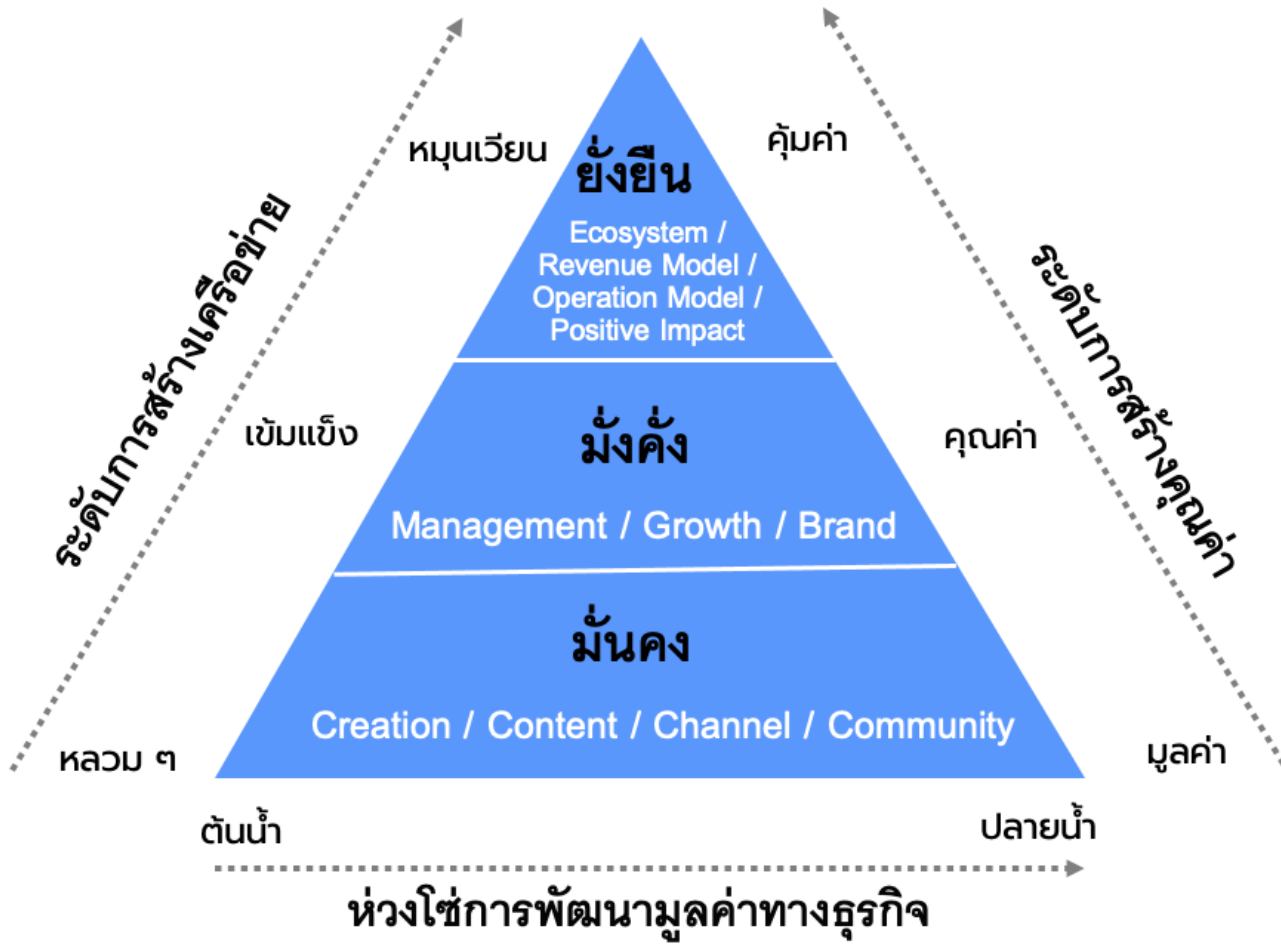 หมุนเวียน
คุ้มค่า
ยั่งยืน
Ecosystem /
Revenue Model /
Operation Model /
Positive Impact
ระดับการสร้างเครือข่าย
ระดับการสร้างคุณค่า
เข้มแข็ง
คุณค่า
มั่งคั่ง
Management / Growth / Brand
มั่นคง
Creation / Content / Channel / Community
หลวม ๆ
มูลค่า
ต้นน้ำ
ปลายน้ำ
ห่วงโซ่การพัฒนามูลค่าทางธุรกิจ